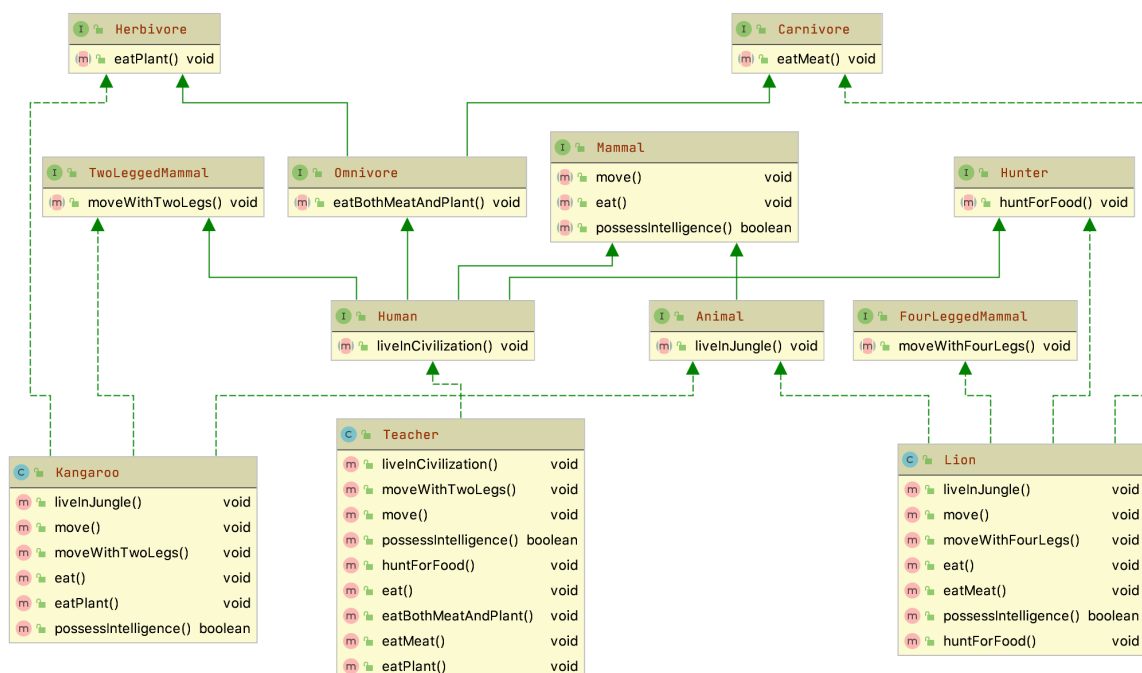 I Herbivore
m eatPlant() void
I Carnivore
m eatMeat() void
I TwoLeggedMammal
m moveWithTwoLegs() void
I Omnivore
m eatBothMeatAndPlant() void
I Mammal
m move() void
m eat() void
m possessIntelligence() boolean
I Hunter
m huntForFood() void
I Human
m liveInCivilization() void
I Animal
m liveInJungle() void
I FourLeggedMammal
m moveWithFourLegs() void
C Kangaroo
m liveInJungle() void
m move() void
m moveWithTwoLegs() void
m eat() void
m eatPlant() void
m possessIntelligence() boolean
C Teacher
m liveInCivilization() void
m moveWithTwoLegs() void
m move() void
m possessIntelligence() boolean
m huntForFood() void
m eat() void
m eatBothMeatAndPlant() void
m eatMeat() void
m eatPlant() void
C Lion
m liveInJungle() void
m move() void
m moveWithFourLegs() void
m eat() void
m eatMeat() void
m possessIntelligence() boolean
m huntForFood() void